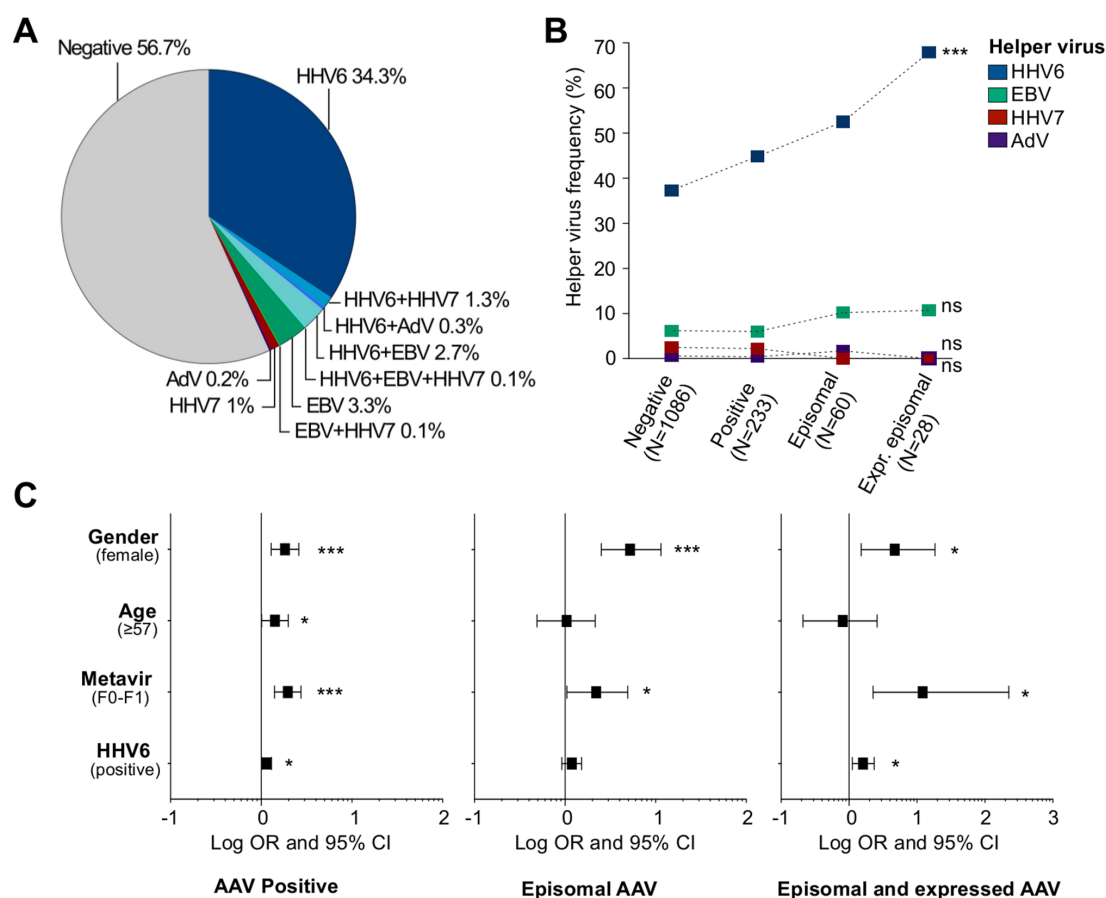 A
Negative 56.7%
HHV6 34.3%
HHV6+HHV7 1.3%
HHV6+AdV 0.3%
HHV6+EBV 2.7%
HHV6+EBV+HHV7 0.1%
AdV 0.2%
HHV7 1%
EBV 3.3%
EBV+HHV7 0.1%
B
Helper virus frequency (%)
70
60
50
40
30
20
10
0
***
ns
ns
ns
Helper virus
HHV6
EBV
HHV7
AdV
Negative
(N=1086)
Positive
(N=233)
Episomal
(N=60)
Expr. episomal
(N=28)
C
Gender
(female)
Age
(≥57)
Metavir
(F0-F1)
HHV6
(positive)
***
*
***
*
-1 0 1 2
Log OR and 95% CI
AAV Positive
***
*
-1 0 1 2
Log OR and 95% CI
Episomal AAV
*
*
*
-1 0 1 2 3
Log OR and 95% CI
Episomal and expressed AAV